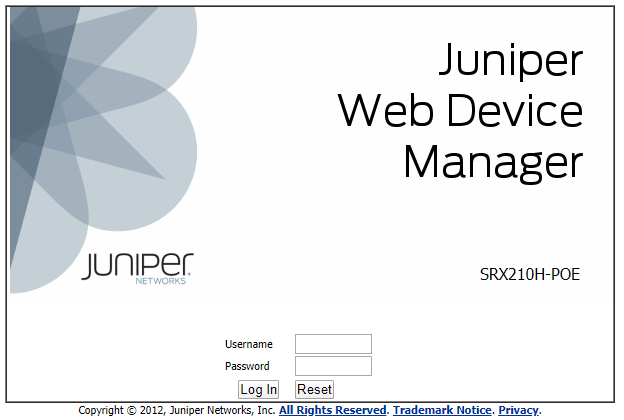 Juniper
Web Device
Manager
JUNIPER
NETWORKS
SRX210H-POE
Username
Password
Log In Reset
Copyright © 2012, Juniper Networks, Inc. All Rights Reserved. Trademark Notice. Privacy.